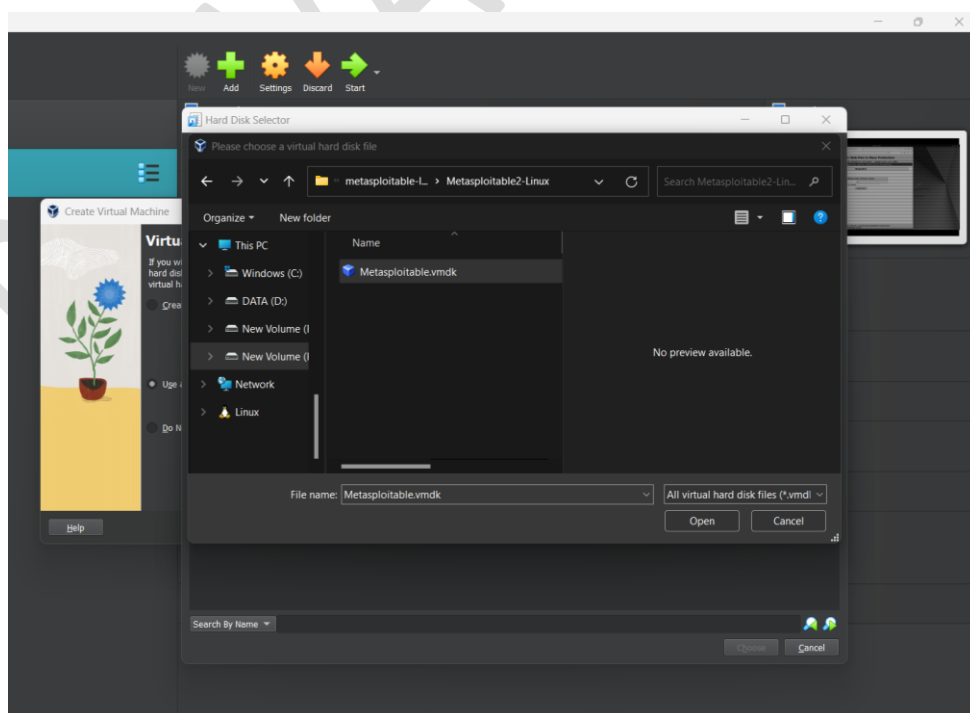 New Add Settings Discard Start
Hard Disk Selector
Please choose a virtual hard disk file
metasploitable-l... › Metasploitable2-Linux
Search Metasploitable2-Lin...
Organize New folder
Create Virtual Machine
Virtu
If you wi
hard dis
virtual h
Crea
Use
Do N
Help
This PC
Windows (C:)
DATA (D:)
New Volume (
New Volume (
Network
Linux
Name
Metasploitable.vmdk
No preview available.
File name: Metasploitable.vmdk
All virtual hard disk files (*.vmdl
Open Cancel
Search By Name
Choose Cancel